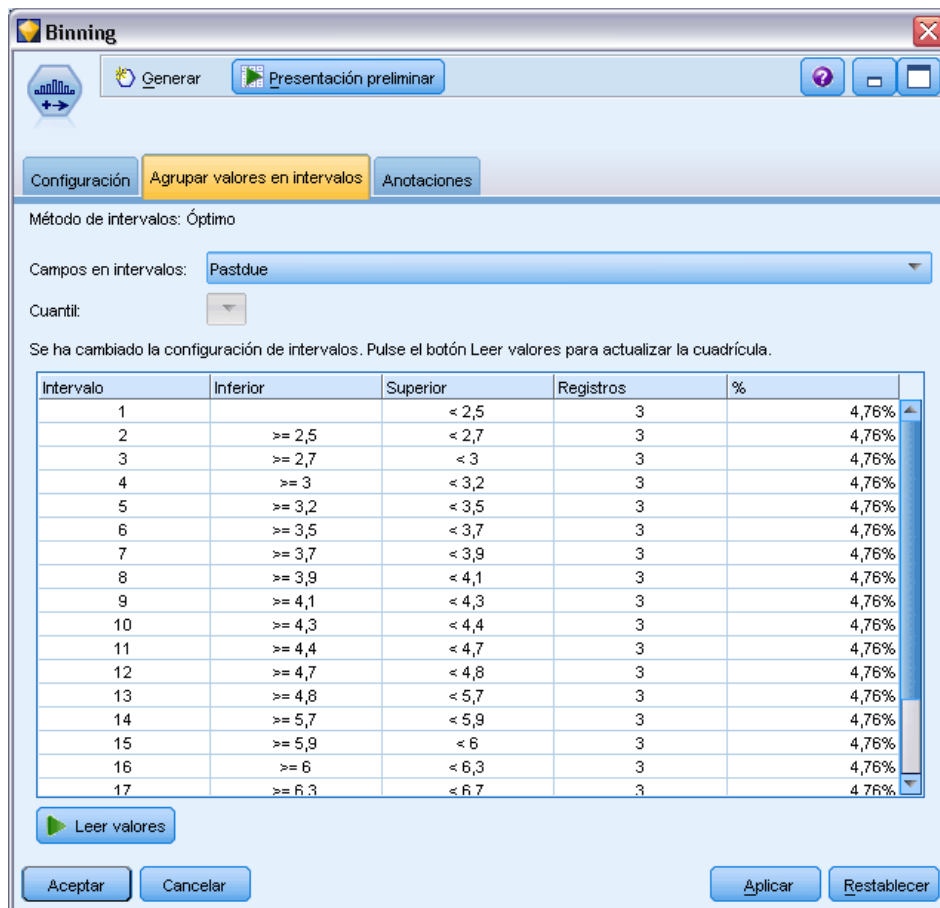 Binning
Generar Presentación preliminar
Configuración Agrupar valores en intervalos Anotaciones
Método de intervalos: Óptimo
Campos en intervalos: Pastdue
Cuantil:
Se ha cambiado la configuración de intervalos. Pulse el botón Leer valores para actualizar la cuadrícula.
Intervalo Inferior Superior Registros %
1 < 2,5 3 4,76%
2 >= 2,5 < 2,7 3 4,76%
3 >= 2,7 < 3 3 4,76%
4 >= 3 < 3,2 3 4,76%
5 >= 3,2 < 3,5 3 4,76%
6 >= 3,5 < 3,7 3 4,76%
7 >= 3,7 < 3,9 3 4,76%
8 >= 3,9 < 4,1 3 4,76%
9 >= 4,1 < 4,3 3 4,76%
10 >= 4,3 < 4,4 3 4,76%
11 >= 4,4 < 4,7 3 4,76%
12 >= 4,7 < 4,8 3 4,76%
13 >= 4,8 < 5,7 3 4,76%
14 >= 5,7 < 5,9 3 4,76%
15 >= 5,9 < 6 3 4,76%
16 >= 6 < 6,3 3 4,76%
17 >= 6,3 < 6,7 3 4,76%
Leer valores
Aceptar Cancelar Aplicar Restablecer